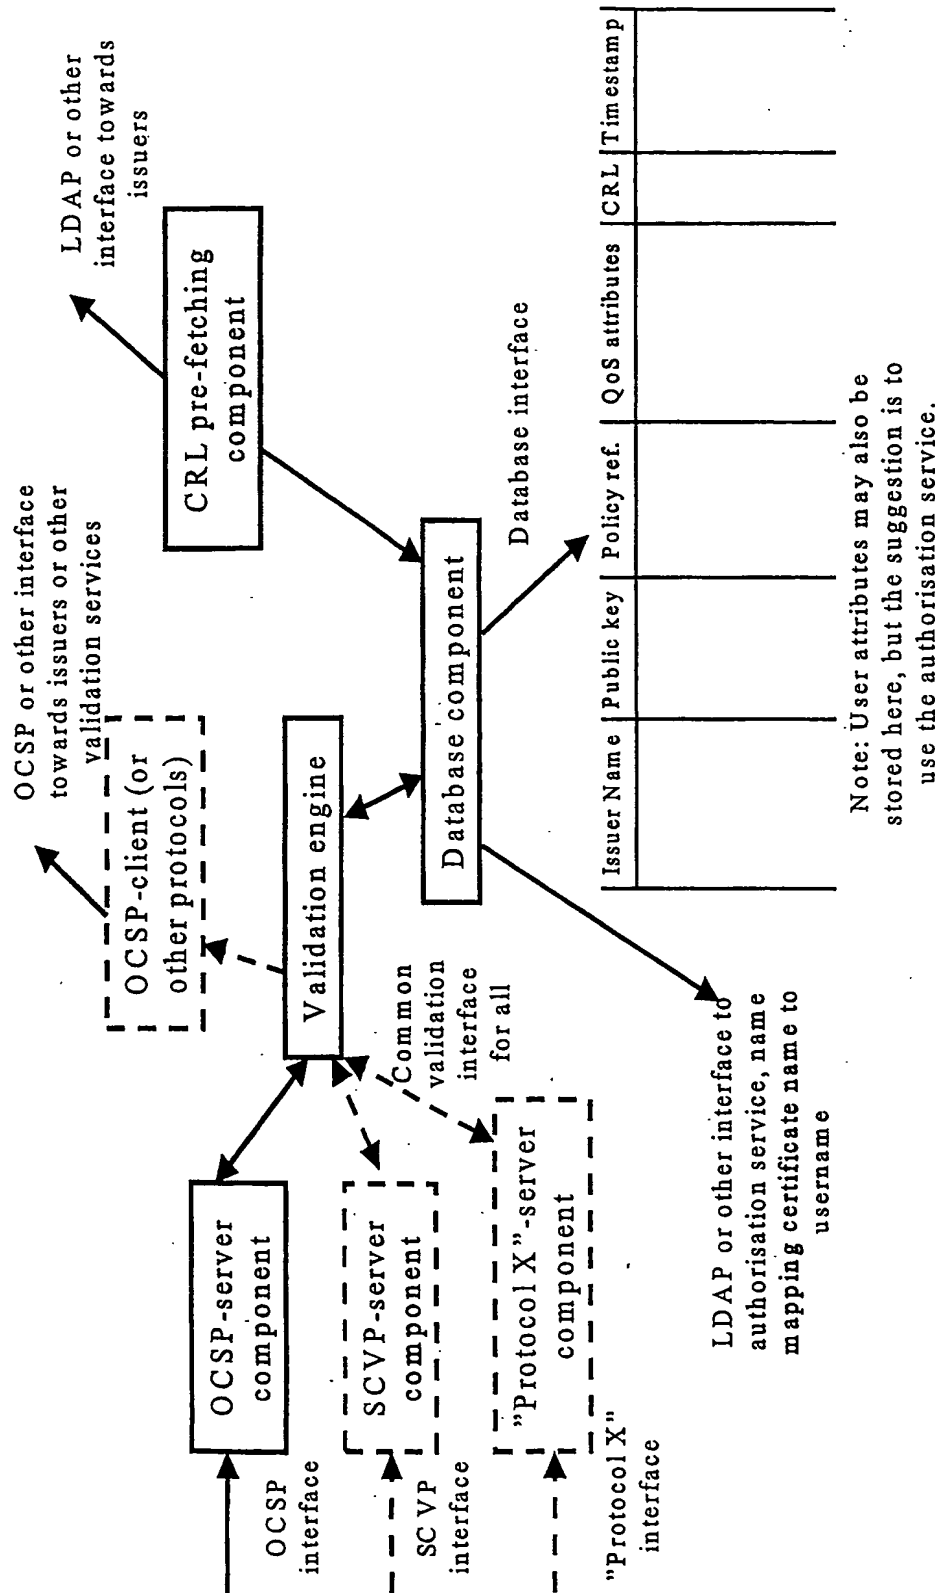 OCSP
interface
SCVP
interface
"Protocol X"
interface
OCSP-server
component
SCVP-server
component
"Protocol X"-server
component
Common
validation
interface
for all
Validation engine
OCSP-client (or
other protocols)
OCSP or other interface
towards issuers or other
validation services
CRL pre-fetching
component
LDAP or other
interface towards
issuers
Database component
Database interface
LDAP or other interface to
authorisation service, name
mapping certificate name to
username
Issuer Name
Public key
Policy ref.
QoS attributes
CRL
Timestamp
Note: User attributes may also be
stored here, but the suggestion is to
use the authorisation service.